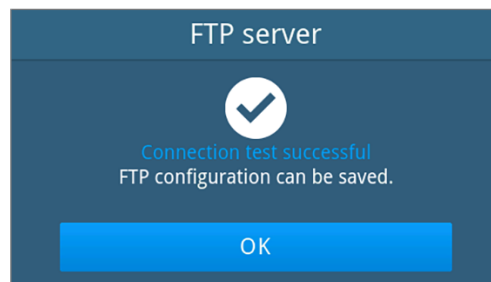 FTP server
Connection test successful
FTP configuration can be saved.
OK